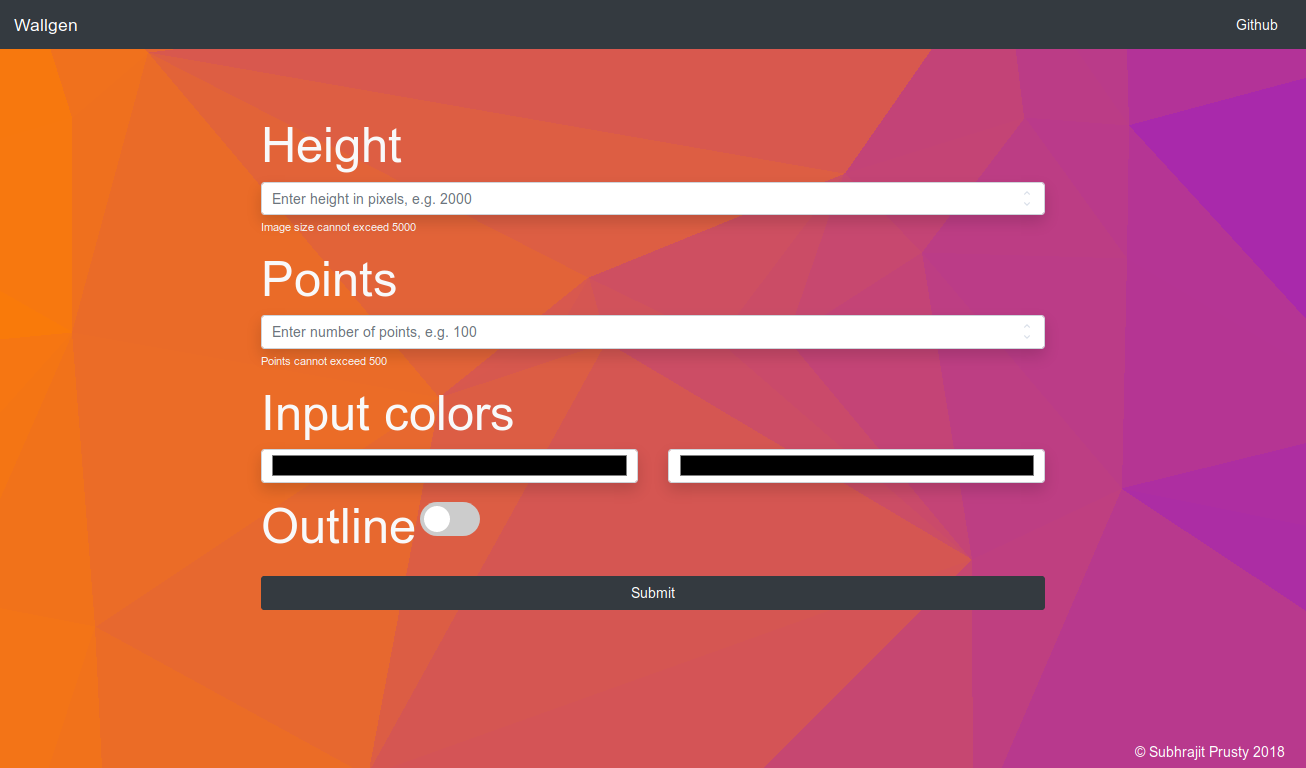 Wallgen
Github
Height
Enter height in pixels, e.g. 2000
Image size cannot exceed 5000
Points
Enter number of points, e.g. 100
Points cannot exceed 500
Input colors
Outline
Submit
© Subhrajit Prusty 2018